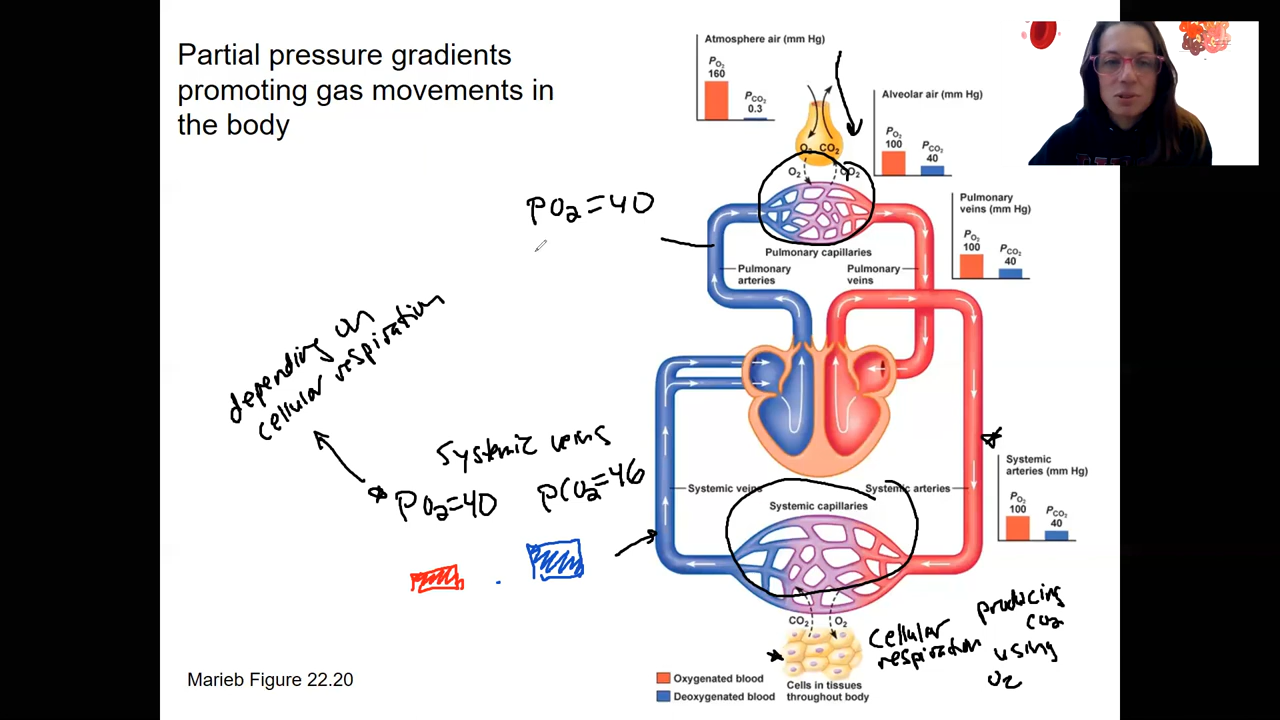 Partial pressure gradients
promoting gas movements in
the body
Atmosphere air (mm Hg)
PO2
160
PCO2
0.3
Alveolar air (mm Hg)
PO2
100
PCO2
40
O2 CO2
O2
CO2
Pulmonary
veins (mm Hg)
PO2
100
PCO2
40
PO2=40
Pulmonary capillaries
Pulmonary
arteries
Pulmonary
veins
depending on
cellular respiration
Systemic veins
PO2=40
PCO2=46
Systemic veins
Systemic arteries
Systemic capillaries
Systemic
arteries (mm Hg)
PO2
100
PCO2
40
CO2
O2
Cellular
respiration
producing
CO2
using
O2
Cells in tissues
throughout body
Oxygenated blood
Deoxygenated blood
Marieb Figure 22.20